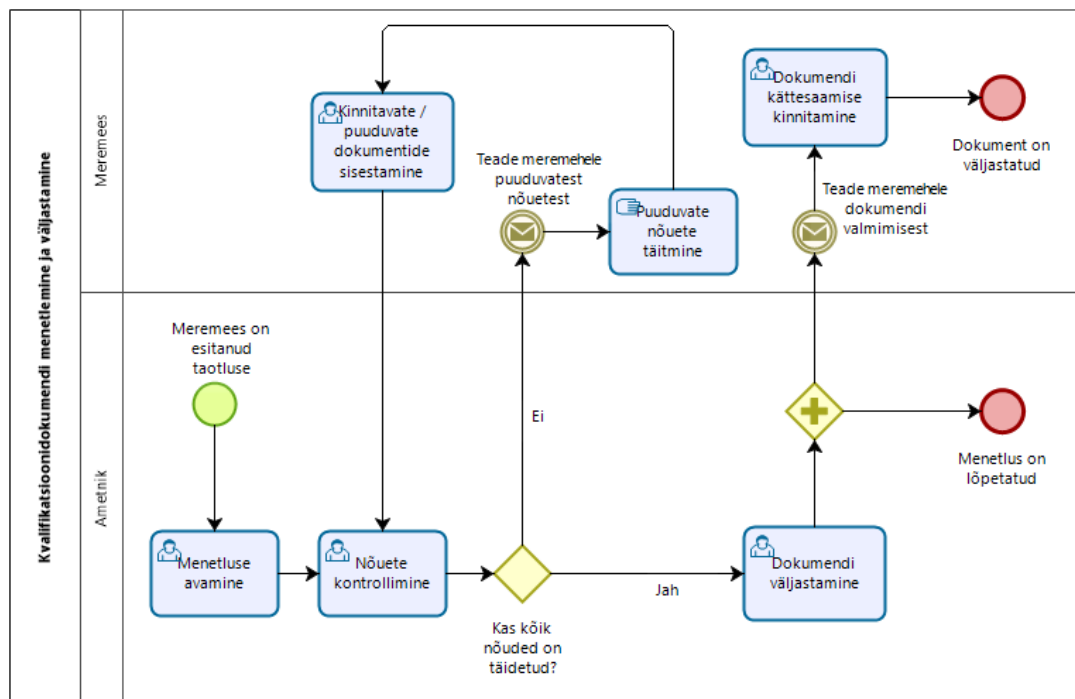 Kvalifikatsioonidokumendi menetlemine ja väljastamine
Meremees
Kinnitavate /
puuduvate
dokumentide
sisestamine
Teade meremehele
puuduvatest
nõuetest
Puuduvate
nõuete
täitmine
Dokumendi
kättesaamise
kinnitamine
Dokument on
väljastatud
Teade meremehele
dokumendi
valmimisest
Ametnik
Meremees on
esitanud
taotluse
Menetluse
avamine
Nõuete
kontrollimine
Kas kõik
nõuded on
täidetud?
Ei
Jah
Dokumendi
väljastamine
Menetlus on
lõpetatud